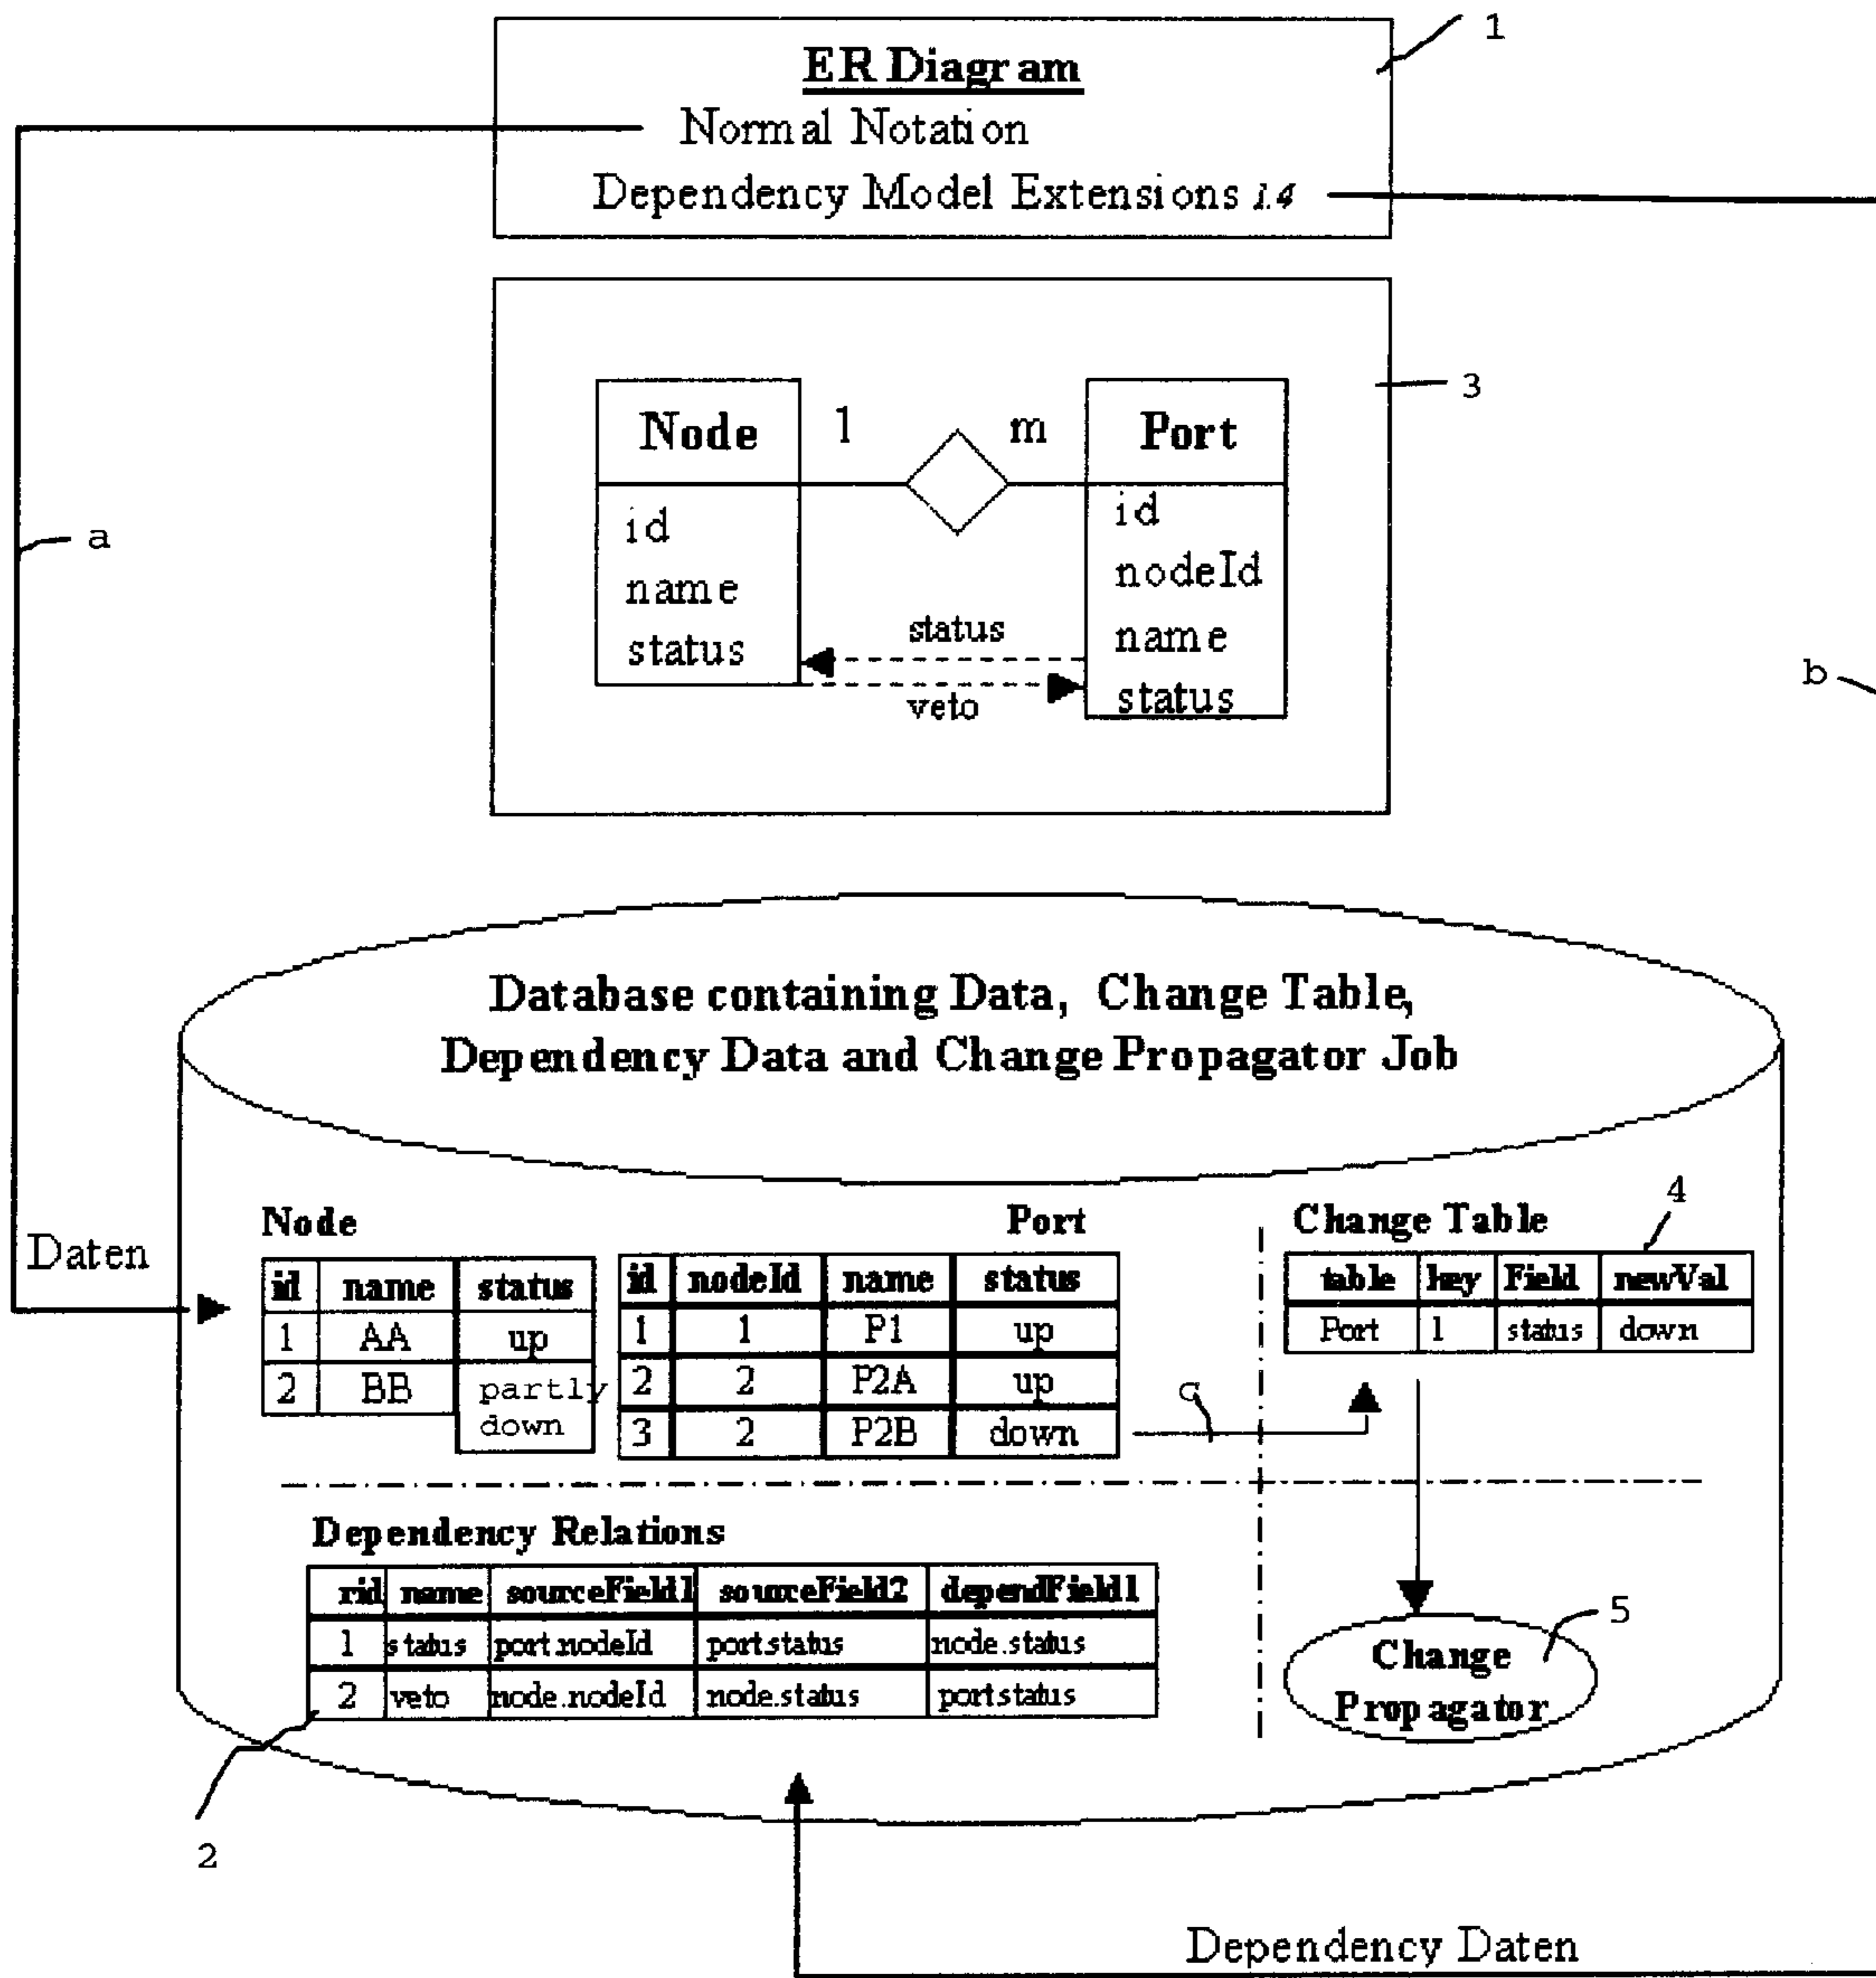 1
ER Diagram
Normal Notation
Dependency Model Extensions 1.4
3
Node
1
m
Port
id
name
status
id
nodeId
name
status
status
veto
a
b
Database containing Data, Change Table,
Dependency Data and Change Propagator Job
Daten
Node
id name status
1 AA up
2 BB partly down
Port
id nodeId name status
1 1 P1 up
2 2 P2A up
3 2 P2B down
c
Change Table
4
table key Field newVal
Port 1 status down
Dependency Relations
rid name sourceField1 sourceField2 dependField1
1 status port.nodeId port.status node.status
2 veto node.nodeId node.status port.status
5
Change
Propagator
2
Dependency Daten